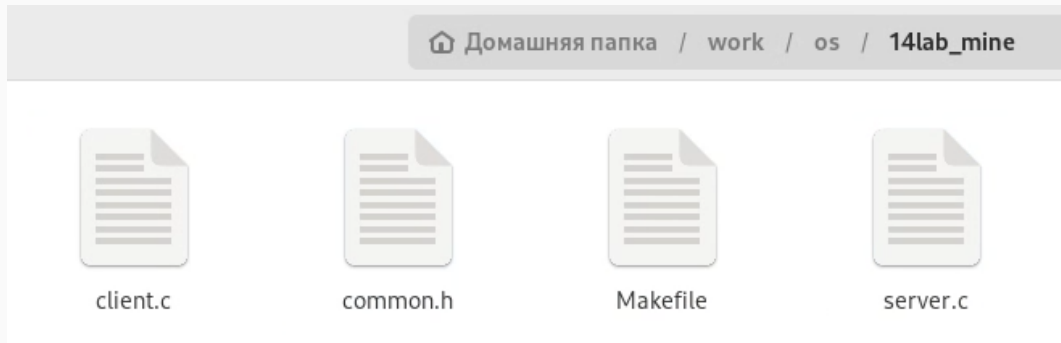 Домашняя папка / work / os / 14lab_mine
client.c common.h Makefile server.c